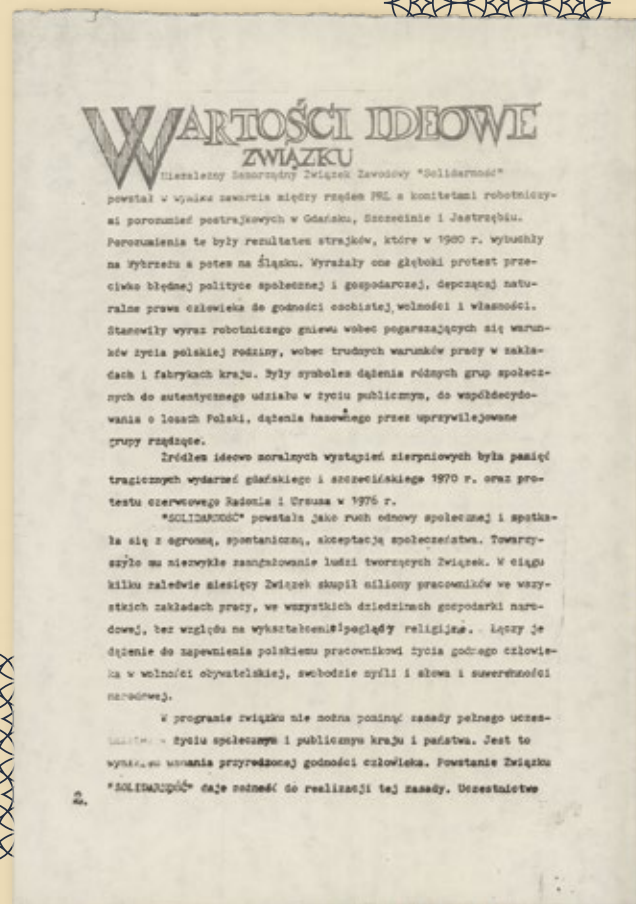 WARTOŚCI IDEOWE
ZWIĄZKU
Niezależny Samorządny Związek Zawodowy "Solidarność"
powstał w wyniku zawarcia między rządem PRL a komitetami robotniczy-
mi porozumień postrajkowych w Gdańsku, Szczecinie i Jastrzębiu.
Porozumienia te były rezultatem strajków, które w 1980 r. wybuchły
na Wybrzeżu a potem na Śląsku. Wyrażały one głęboki protest prze-
ciwko błędnej polityce społecznej i gospodarczej, depczącej natu-
ralne prawa człowieka do godności osobistej, wolności i własności.
Stanowiły wyraz robotniczego gniewu wobec pogarszających się warun-
ków życia polskiej rodziny, wobec trudnych warunków pracy w zakła-
dach i fabrykach kraju. Były symbolem dążenia różnych grup społecz-
nych do autentycznego udziału w życiu publicznym, do współdecydo-
wania o losach Polski, dążenia hamownego przez uprzywilejowane
grupy rządzące.
Źródłem ideowo moralnych wystąpień sierpniowych była pamięć
tragicznych wydarzeń gdańskiego i szczecińskiego 1970 r. oraz pro-
testu czerwcowego Radomia i Ursusa w 1976 r.
"SOLIDARNOŚĆ" powstała jako ruch odnowy społecznej i spotka-
ła się z ogromną, spontaniczną, akceptacją społeczeństwa. Towarzy-
szyło mu niezwykłe zaangażowanie ludzi tworzących Związek. W ciągu
kilku zaledwie miesięcy Związek skupił miliony pracowników we wszy-
stkich zakładach pracy, we wszystkich dziedzinach gospodarki naro-
dowej, bez względu na wykształcenie i poglądy religijne. Łączy je
dążenie do zapewnienia polskiemu pracownikowi życia godnego człowie-
ka w wolności obywatelskiej, swobodzie myśli i słowa i suwerenności
narodowej.
W programie związku nie można pominąć zasady pełnego uczes-
życiu społecznym i publicznym kraju i państwa. Jest to
uznania przyrodzonej godności człowieka. Powstanie Związku
"SOLIDARNOŚĆ" daje możność do realizacji tej zasady. Uczestnictwo
2.